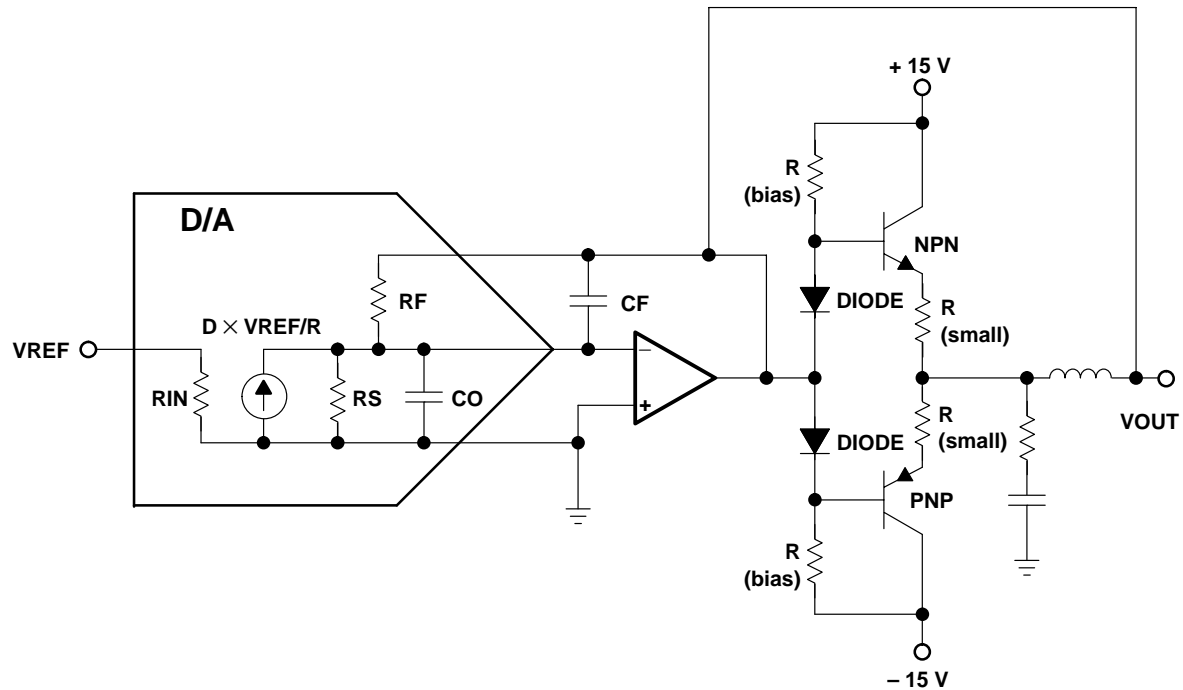 + 15 V
R
(bias)
D/A
NPN
RF
CF
DIODE
R
(small)
D × VREF/R
VREF
–
RIN
RS
CO
+
VOUT
R
(small)
DIODE
PNP
R
(bias)
– 15 V